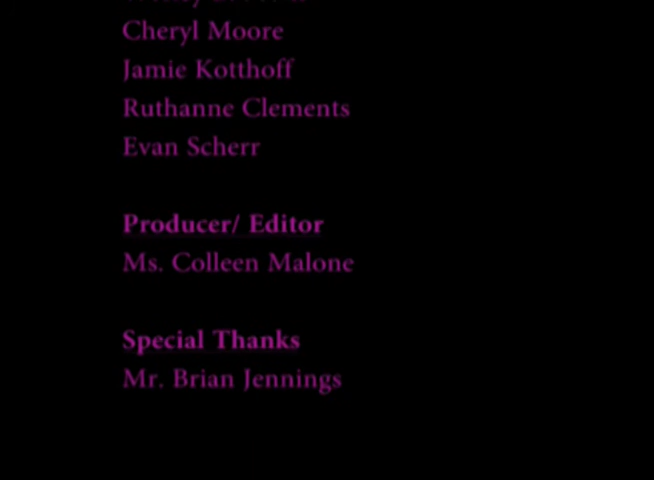 Cheryl Moore
Jamie Kotthoff
Ruthanne Clements
Evan Scherr
Producer/ Editor
Ms. Colleen Malone
Special Thanks
Mr. Brian Jennings